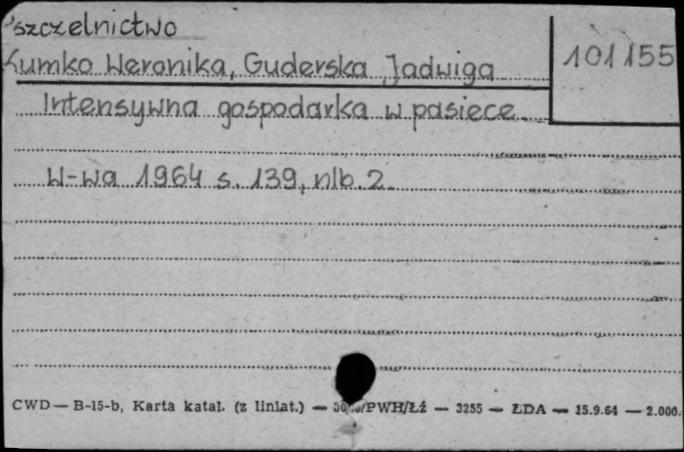 szczelnictwo
Kumko Weronika, Guderska Jadwiga
101155
Intensywna gospodarka w pasiece
W-wa 1964 s. 139, nlb. 2.
CWD — B-15-b, Karta katal. (z liniat.) — /PWH/Łź — 3255 — ŁDA — 15.9.64 — 2.000.